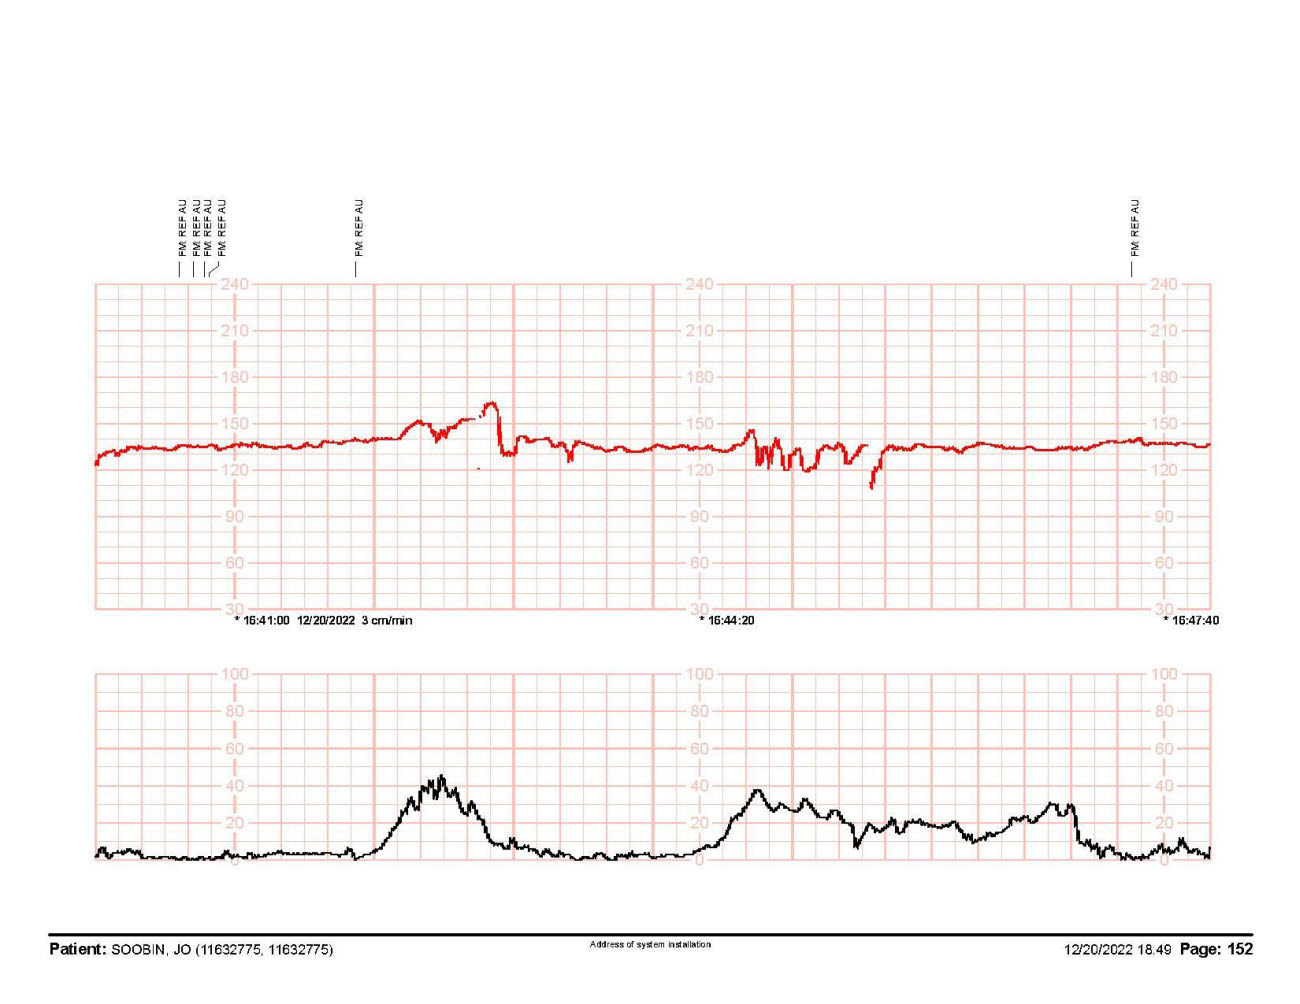 FM: REF AU
FM: REF AU
FM: REF AU
FM: REF AU
FM: REF AU
FM: REF AU
240 240 240
210 210 210
180 180 180
150 150 150
120 120 120
90 90 90
60 60 60
30 30 30
* 16:41:00 12/20/2022 3 cm/min * 16:44:20 * 16:47:40
100 100 100
80 80 80
60 60 60
40 40 40
20 20 20
0 0 0
Patient: SOOBIN, JO (11632775, 11632775) Address of system installation 12/20/2022 18:49 Page: 152